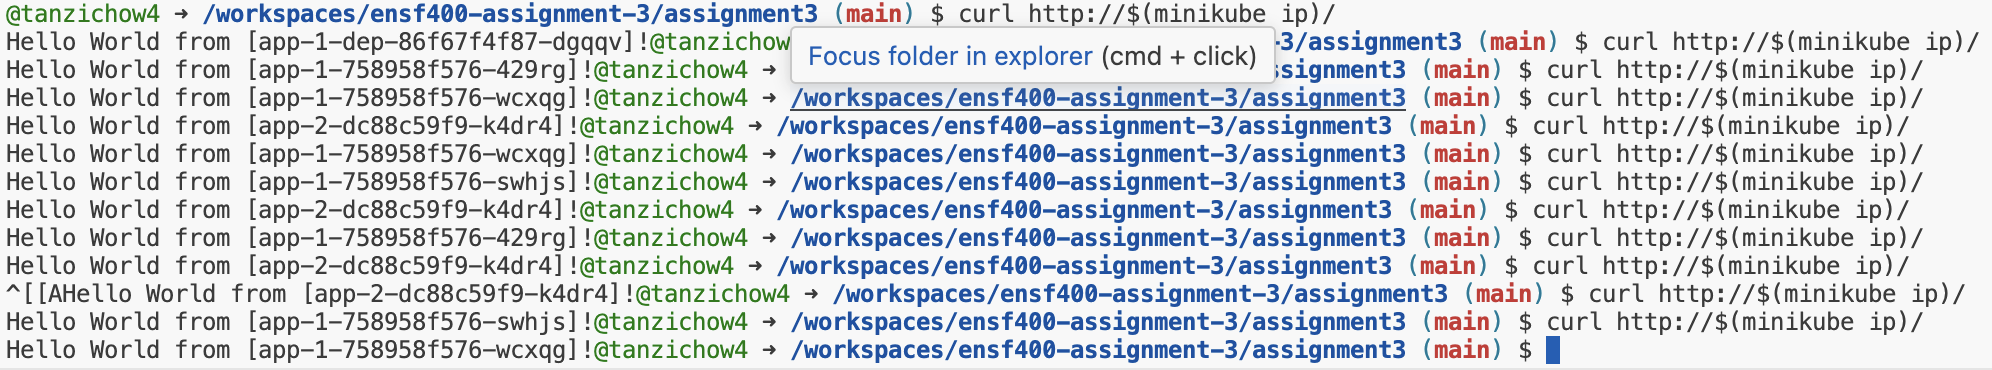 @tanzichow4 → /workspaces/ensf400-assignment-3/assignment3 (main) $ curl http://$(minikube ip)/
Hello World from [app-1-dep-86f67f4f87-dgqqv]!@tanzichow -3/assignment3 (main) $ curl http://$(minikube ip)/
Focus folder in explorer (cmd + click)
Hello World from [app-1-758958f576-429rg]!@tanzichow4 → signment3 (main) $ curl http://$(minikube ip)/
Hello World from [app-1-758958f576-wcxqg]!@tanzichow4 → /workspaces/ensf400-assignment-3/assignment3 (main) $ curl http://$(minikube ip)/
Hello World from [app-2-dc88c59f9-k4dr4]!@tanzichow4 → /workspaces/ensf400-assignment-3/assignment3 (main) $ curl http://$(minikube ip)/
Hello World from [app-1-758958f576-wcxqg]!@tanzichow4 → /workspaces/ensf400-assignment-3/assignment3 (main) $ curl http://$(minikube ip)/
Hello World from [app-1-758958f576-swhjs]!@tanzichow4 → /workspaces/ensf400-assignment-3/assignment3 (main) $ curl http://$(minikube ip)/
Hello World from [app-2-dc88c59f9-k4dr4]!@tanzichow4 → /workspaces/ensf400-assignment-3/assignment3 (main) $ curl http://$(minikube ip)/
Hello World from [app-1-758958f576-429rg]!@tanzichow4 → /workspaces/ensf400-assignment-3/assignment3 (main) $ curl http://$(minikube ip)/
Hello World from [app-2-dc88c59f9-k4dr4]!@tanzichow4 → /workspaces/ensf400-assignment-3/assignment3 (main) $ curl http://$(minikube ip)/
^[[AHello World from [app-2-dc88c59f9-k4dr4]!@tanzichow4 → /workspaces/ensf400-assignment-3/assignment3 (main) $ curl http://$(minikube ip)/
Hello World from [app-1-758958f576-swhjs]!@tanzichow4 → /workspaces/ensf400-assignment-3/assignment3 (main) $ curl http://$(minikube ip)/
Hello World from [app-1-758958f576-wcxqg]!@tanzichow4 → /workspaces/ensf400-assignment-3/assignment3 (main) $